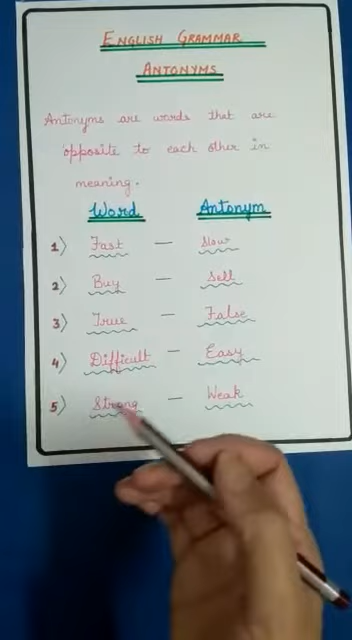 ENGLISH GRAMMAR
ANTONYMS
Antonyms are words that are
opposite to each other in
meaning.
Word Antonym
1) Fast — Slow
2) Buy — Sell
3) True — False
4) Difficult — Easy
5) Strong — Weak